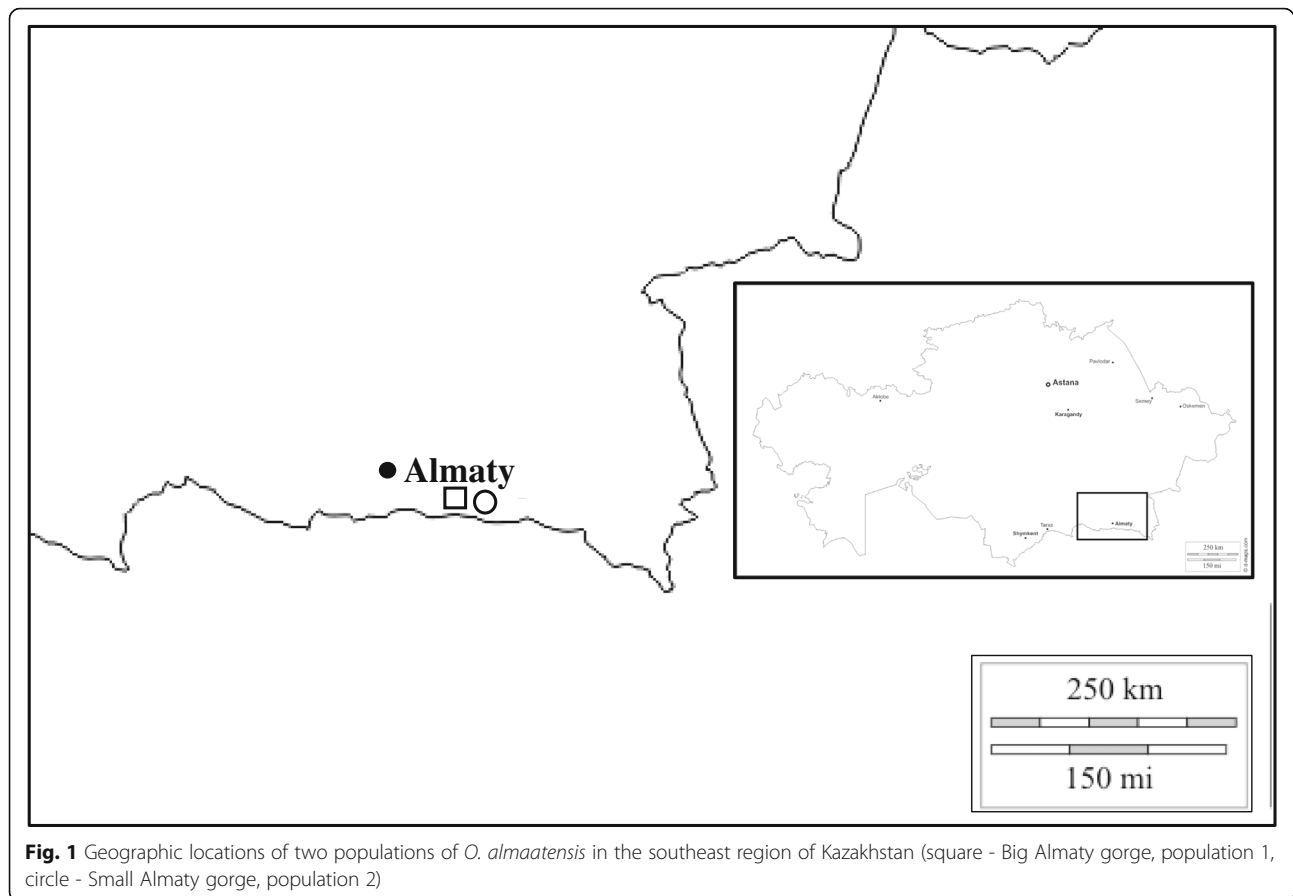 Almaty
Pavlodar
Astana
Aktobe
Semey
Oskemen
Karagandy
Almaty
Taraz
Shymkent
250 km
150 mi
© d-maps.com
250 km
150 mi
Fig. 1 Geographic locations of two populations of O. almaatensis in the southeast region of Kazakhstan (square - Big Almaty gorge, population 1,
circle - Small Almaty gorge, population 2)